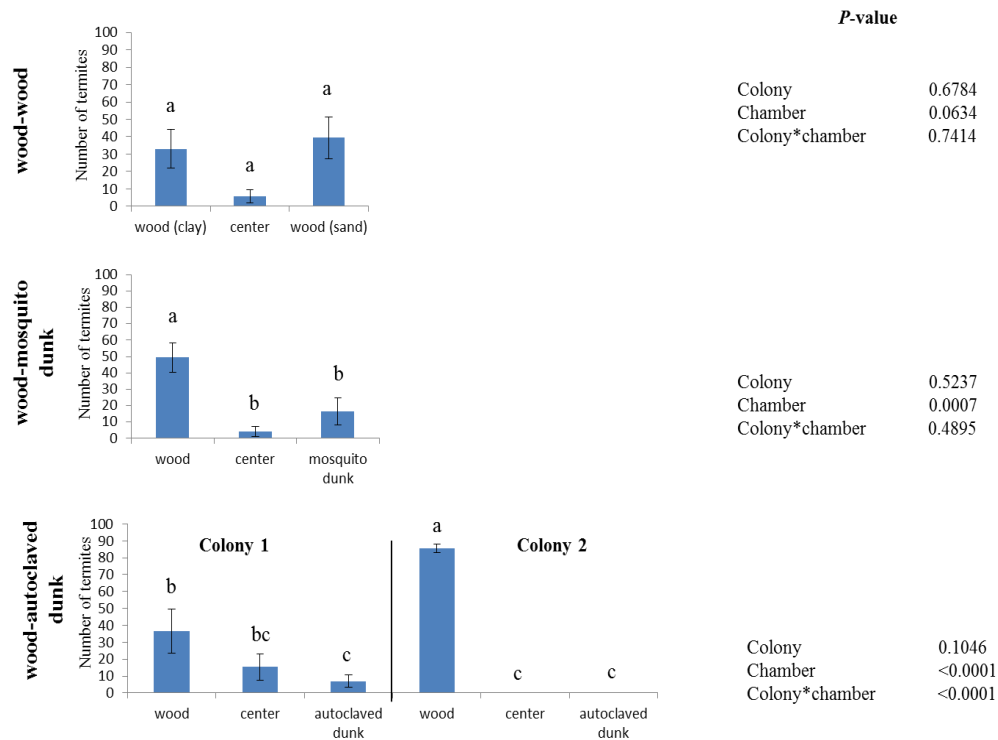 P-value
wood-wood
Number of termites
100
90
80
70
60
50
40
30
20
10
0
a
a
a
wood (clay) center wood (sand)
Colony 0.6784
Chamber 0.0634
Colony*chamber 0.7414
wood-mosquito
dunk
Number of termites
100
90
80
70
60
50
40
30
20
10
0
a
b
b
wood center mosquito
dunk
Colony 0.5237
Chamber 0.0007
Colony*chamber 0.4895
wood-autoclaved
dunk
Number of termites
100
90
80
70
60
50
40
30
20
10
0
Colony 1
Colony 2
b
bc
c
a
c
c
wood center autoclaved wood center autoclaved
dunk dunk
Colony 0.1046
Chamber <0.0001
Colony*chamber <0.0001